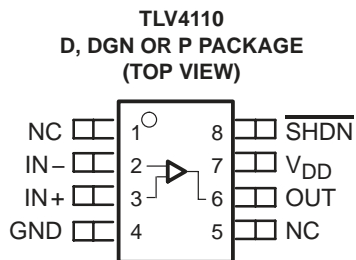 TLV4110
D, DGN OR P PACKAGE
(TOP VIEW)
NC 1 8 SHDN
IN− 2 7 VDD
IN+ 3 6 OUT
GND 4 5 NC